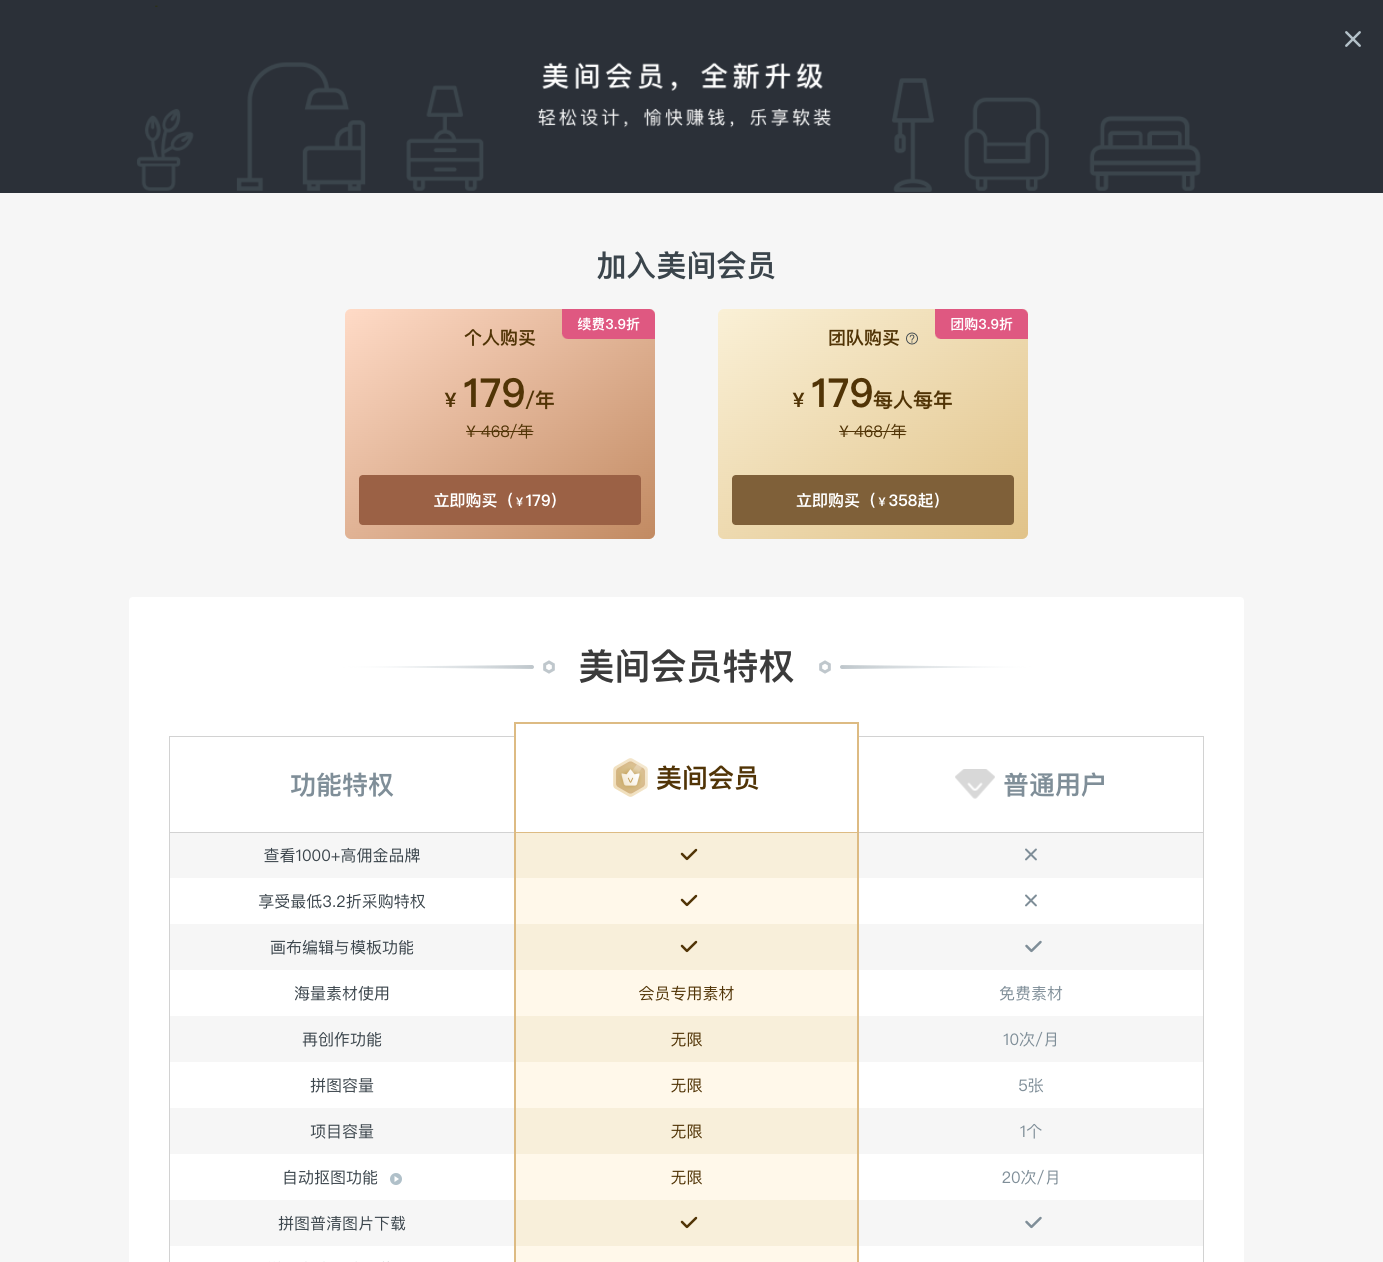 美间会员，全新升级
轻松设计，愉快赚钱，乐享软装
加入美间会员
个人购买
续费3.9折
¥ 179/年
¥ 468/年
立即购买（¥179）
团队购买
团购3.9折
¥ 179每人每年
¥ 468/年
立即购买（¥358起）
美间会员特权
功能特权 美间会员 普通用户
查看1000+高佣金品牌
享受最低3.2折采购特权
画布编辑与模板功能
海量素材使用 会员专用素材 免费素材
再创作功能 无限 10次/月
拼图容量 无限 5张
项目容量 无限 1个
自动抠图功能 无限 20次/月
拼图普清图片下载